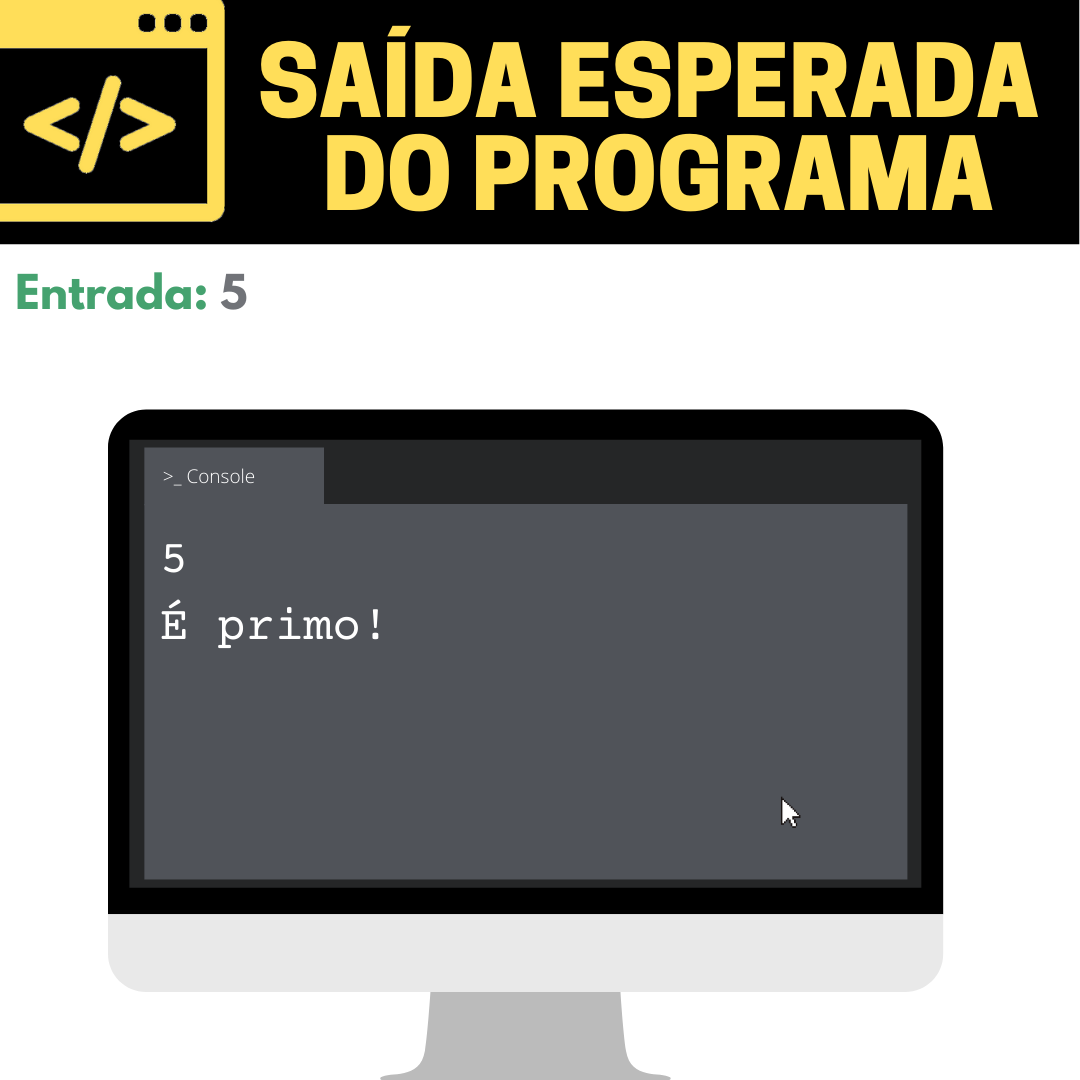 </>
SAÍDA ESPERADA
DO PROGRAMA
Entrada: 5
>_ Console
5
É primo!